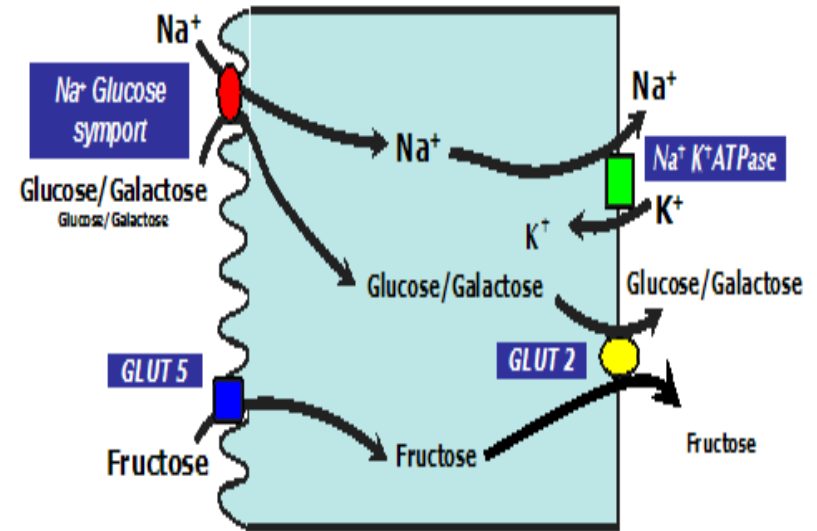 Na⁺
Na⁺ Glucose
symport
Glucose/Galactose
Glucose/Galactose
Na⁺
Na⁺
Na⁺ K⁺ATPase
K⁺
K⁺
Glucose/Galactose
Glucose/Galactose
GLUT 5
GLUT 2
Fructose
Fructose
Fructose